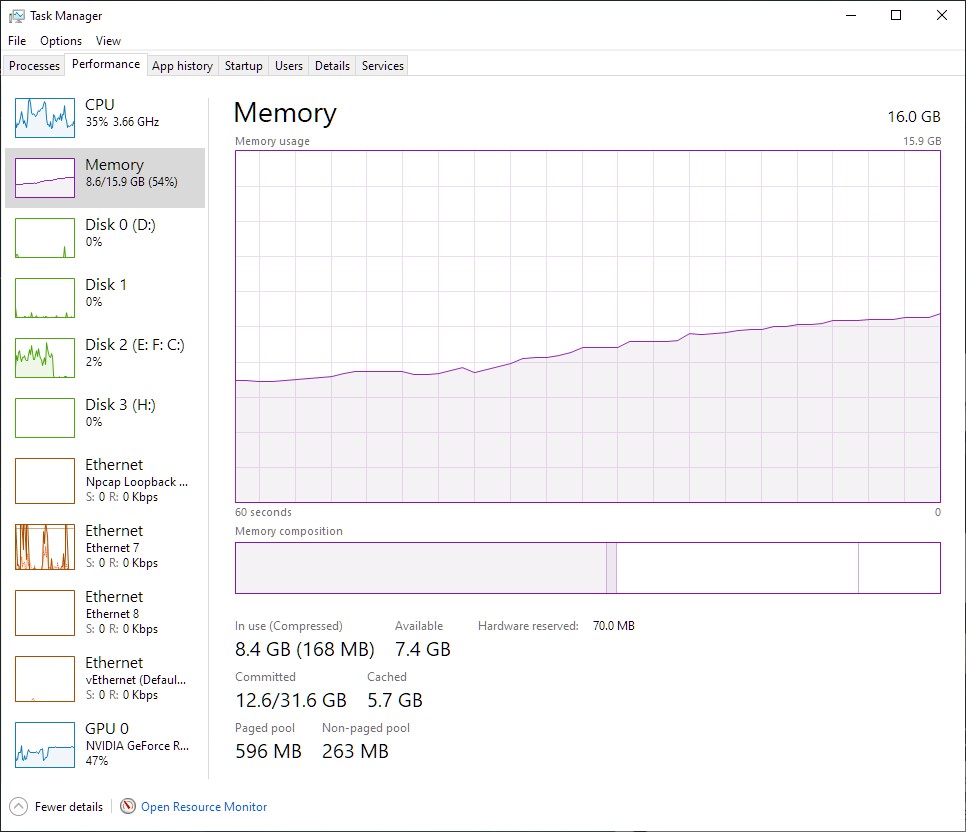 Task Manager
File Options View
Processes Performance App history Startup Users Details Services
CPU
35% 3.66 GHz
Memory
8.6/15.9 GB (54%)
Disk 0 (D:)
0%
Disk 1
0%
Disk 2 (E: F: C:)
2%
Disk 3 (H:)
0%
Ethernet
Npcap Loopback ...
S: 0 R: 0 Kbps
Ethernet
Ethernet 7
S: 0 R: 0 Kbps
Ethernet
Ethernet 8
S: 0 R: 0 Kbps
Ethernet
vEthernet (Defaul...
S: 0 R: 0 Kbps
GPU 0
NVIDIA GeForce R...
47%
Memory 16.0 GB
Memory usage 15.9 GB
60 seconds 0
Memory composition
In use (Compressed) Available Hardware reserved: 70.0 MB
8.4 GB (168 MB) 7.4 GB
Committed Cached
12.6/31.6 GB 5.7 GB
Paged pool Non-paged pool
596 MB 263 MB
Fewer details Open Resource Monitor